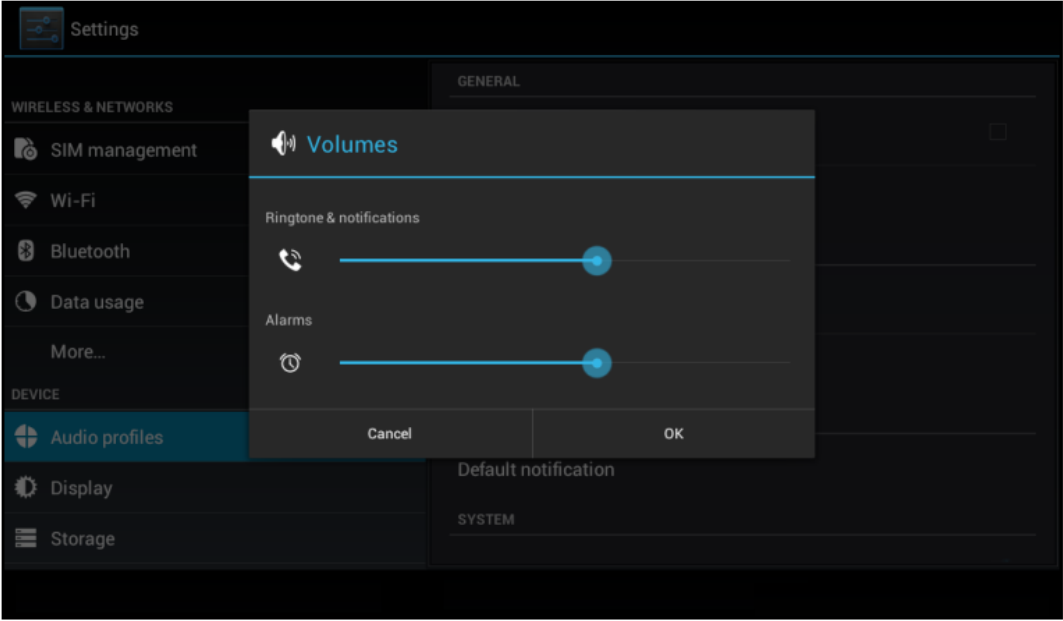 Settings
WIRELESS & NETWORKS
SIM management
Wi-Fi
Bluetooth
Data usage
More...
DEVICE
Audio profiles
Display
Storage
GENERAL
Volumes
Ringtone & notifications
Alarms
Cancel
OK
Default notification
SYSTEM